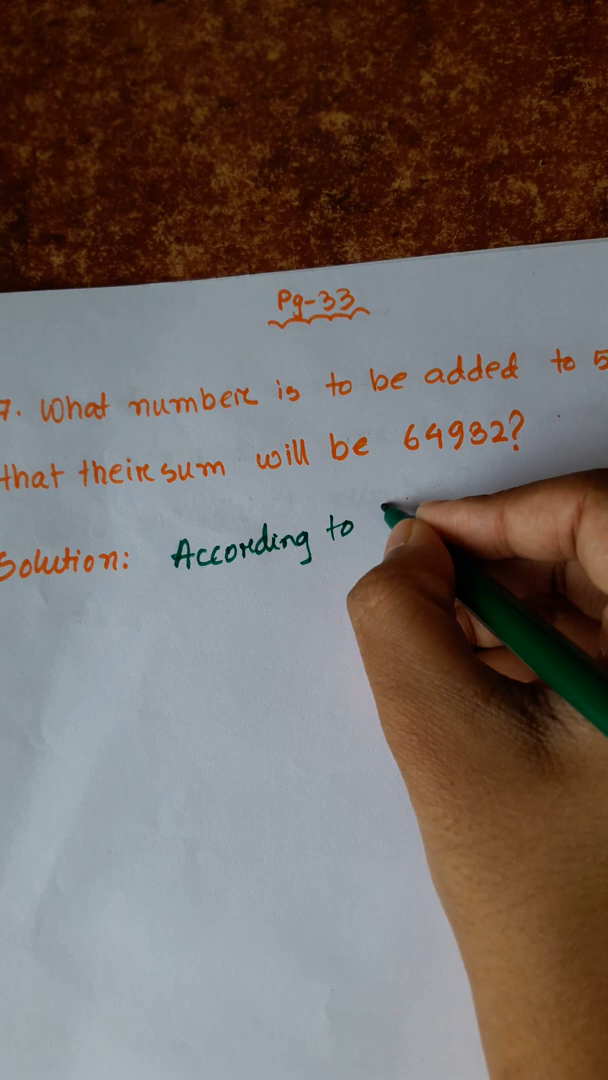 Pg-33
7. What number is to be added to 5
that their sum will be 64932?
Solution: According to